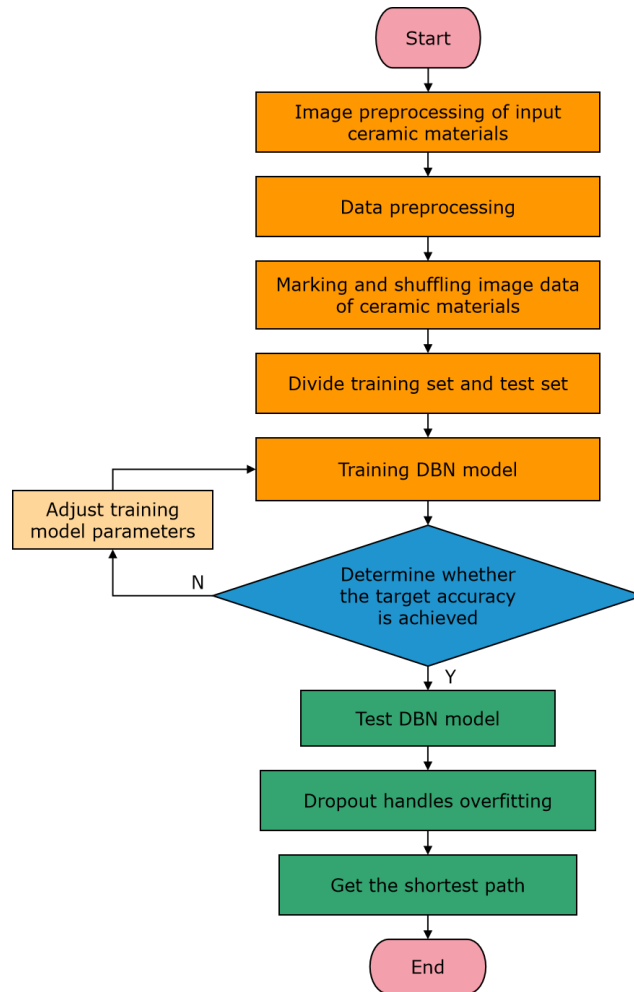 Start
Image preprocessing of input
ceramic materials
Data preprocessing
Marking and shuffling image data
of ceramic materials
Divide training set and test set
Training DBN model
Adjust training
model parameters
N
Determine whether
the target accuracy
is achieved
Y
Test DBN model
Dropout handles overfitting
Get the shortest path
End